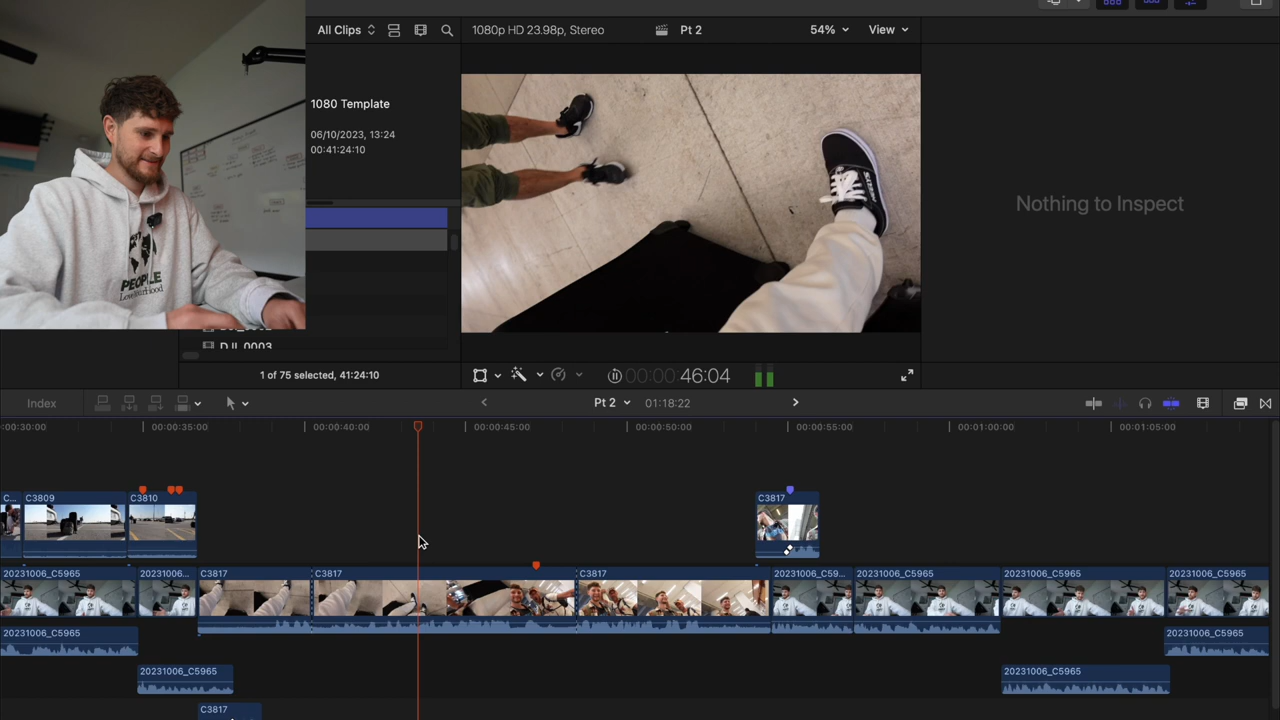 All Clips
1080p HD 23.98p, Stereo
Pt 2
54%
View
1080 Template
06/10/2023, 13:24
00:41:24:10
Nothing to Inspect
PEOPLE
LoveYourHood
DJI_0003
1 of 75 selected, 41:24:10
00:00:46:04
Index
Pt 2
01:18:22
:00:30:00
00:00:35:00
00:00:40:00
00:00:45:00
00:00:50:00
00:00:55:00
00:01:00:00
00:01:05:00
C...
C3809
C3810
C3817
20231006_C5965
20231006...
C3817
C3817
C3817
20231006_C59...
20231006_C5965
20231006_C5965
20231006_C5965
20231006_C5965
20231006_C5965
20231006_C5965
20231006_C5965
C3817